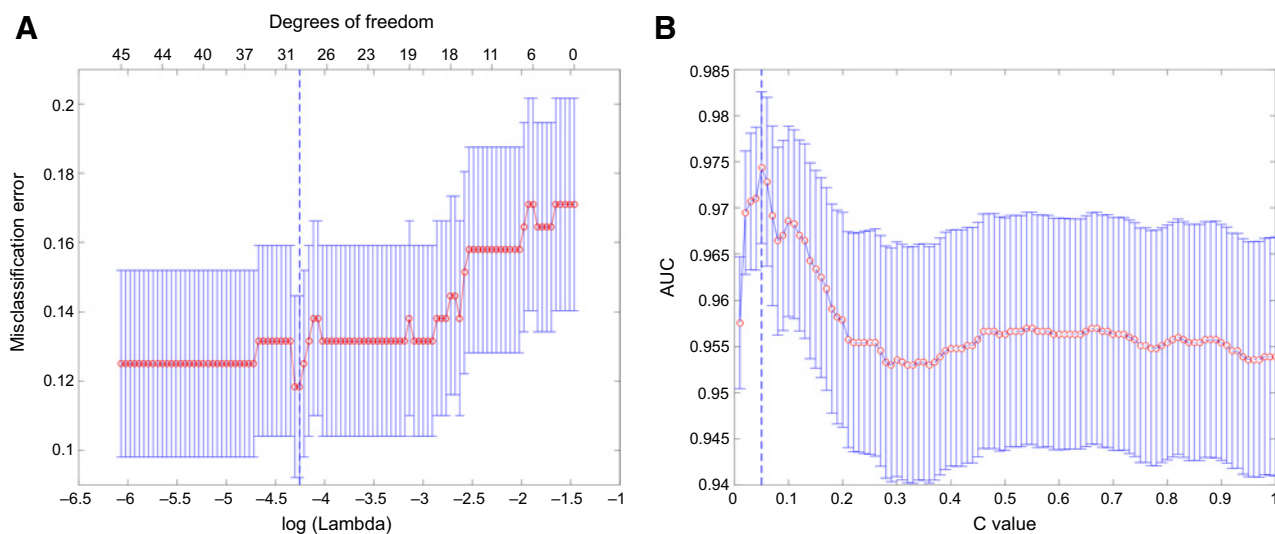 A
Degrees of freedom
45 44 40 37 31 26 23 19 18 11 6 0
Misclassification error
0.2
0.18
0.16
0.14
0.12
0.1
−6.5 −6 −5.5 −5 −4.5 −4 −3.5 −3 −2.5 −2 −1.5 −1
log (Lambda)
B
AUC
0.985
0.98
0.975
0.97
0.965
0.96
0.955
0.95
0.945
0.94
0 0.1 0.2 0.3 0.4 0.5 0.6 0.7 0.8 0.9 1
C value